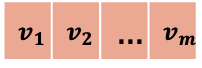 v₁ v₂ ... vₘ